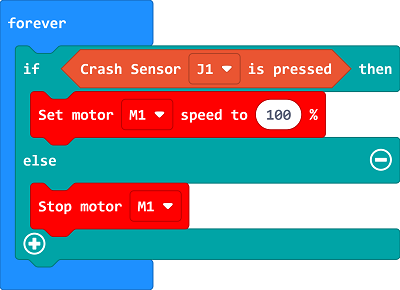 forever
if Crash Sensor J1 is pressed then
Set motor M1 speed to 100 %
else
Stop motor M1